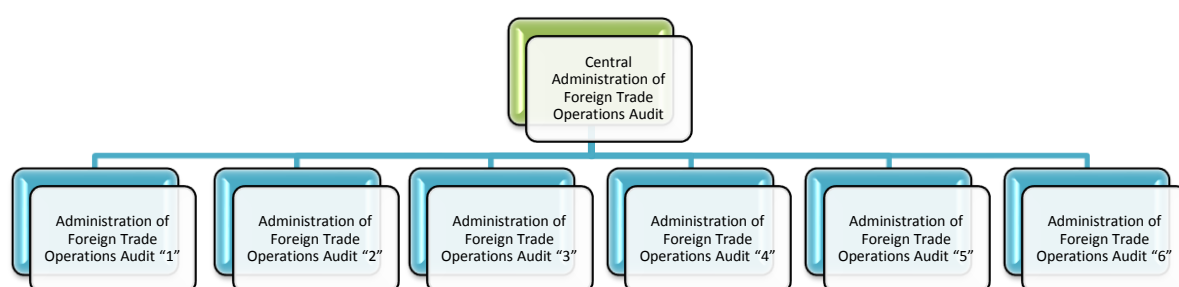 Central
Administration of
Foreign Trade
Operations Audit
Administration of
Foreign Trade
Operations Audit “1”
Administration of
Foreign Trade
Operations Audit “2”
Administration of
Foreign Trade
Operations Audit “3”
Administration of
Foreign Trade
Operations Audit “4”
Administration of
Foreign Trade
Operations Audit “5”
Administration of
Foreign Trade
Operations Audit “6”